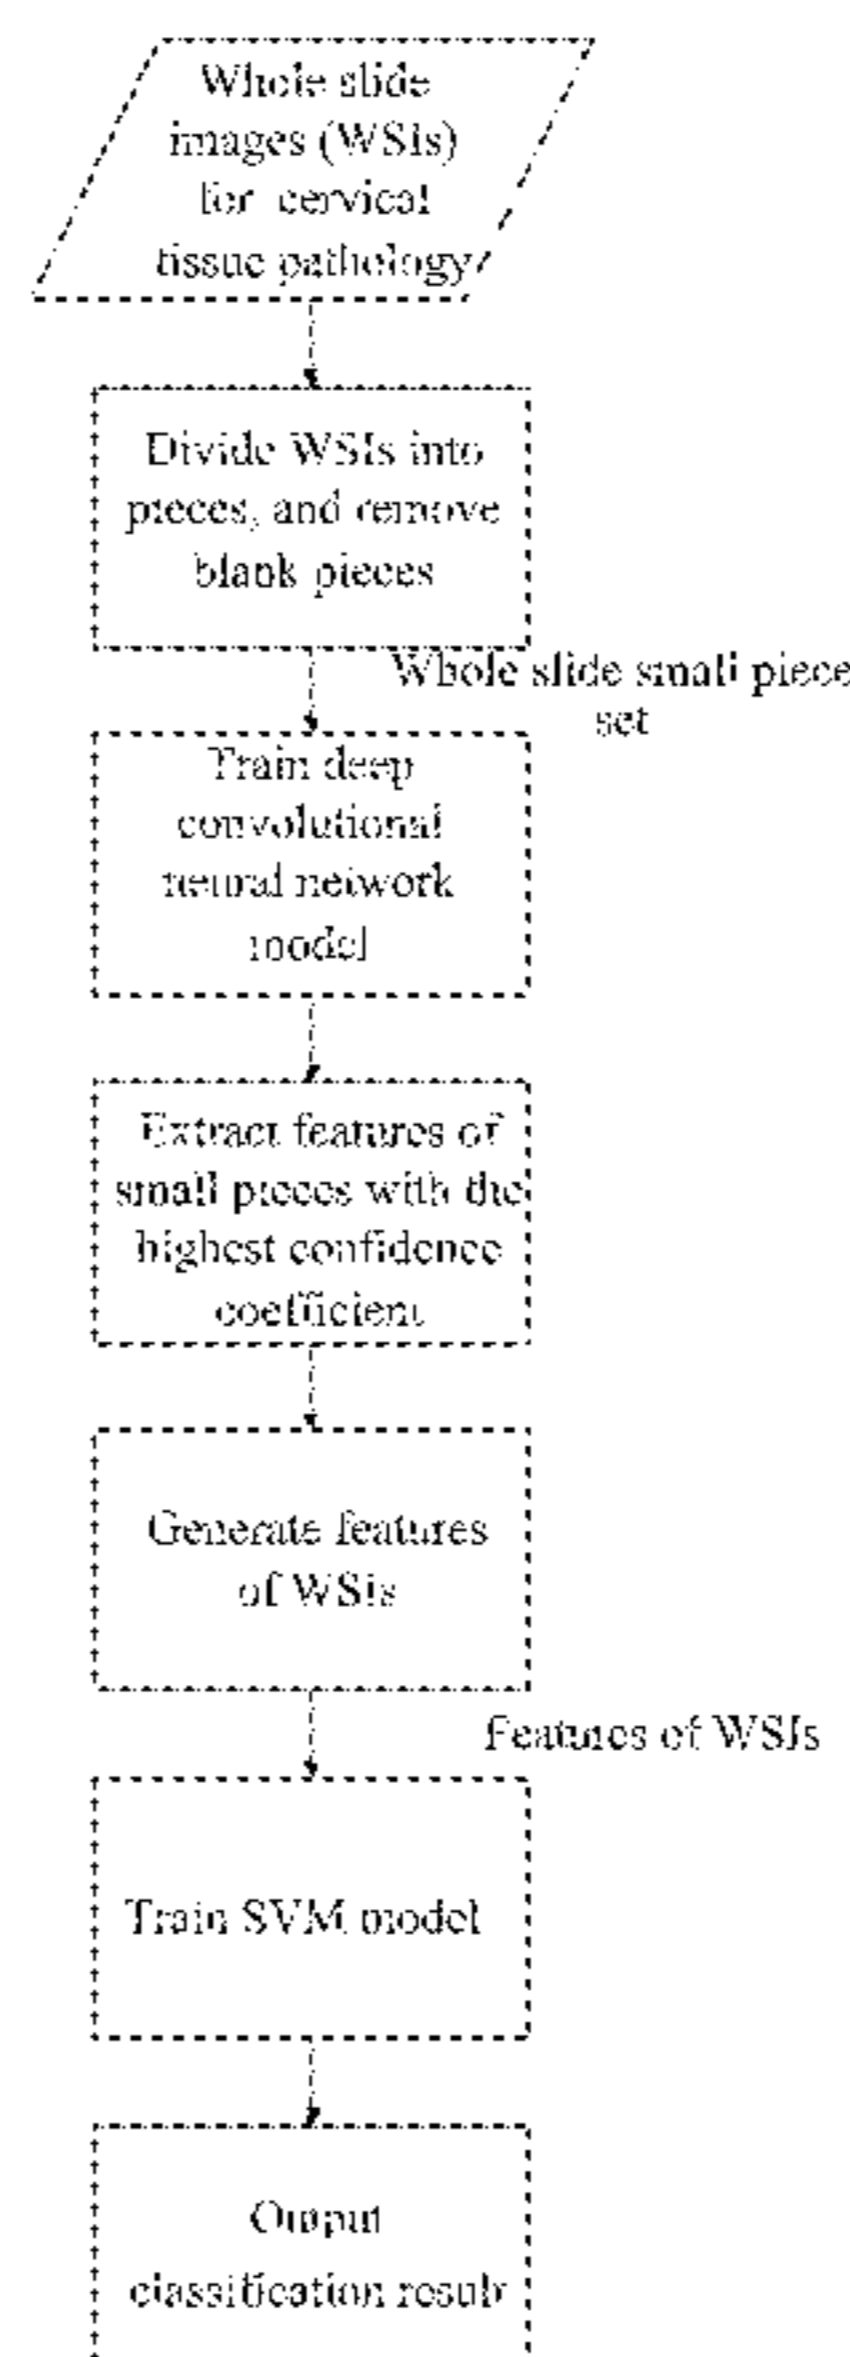 Whole slide
images (WSIs)
for cervical
tissue pathology
Divide WSIs into
pieces, and remove
blank pieces
Whole slide small piece
set
Train deep
convolutional
neural network
model
Extract features of
small pieces with the
highest confidence
coefficient
Generate features
of WSIs
Features of WSIs
Train SVM model
Output
classification result